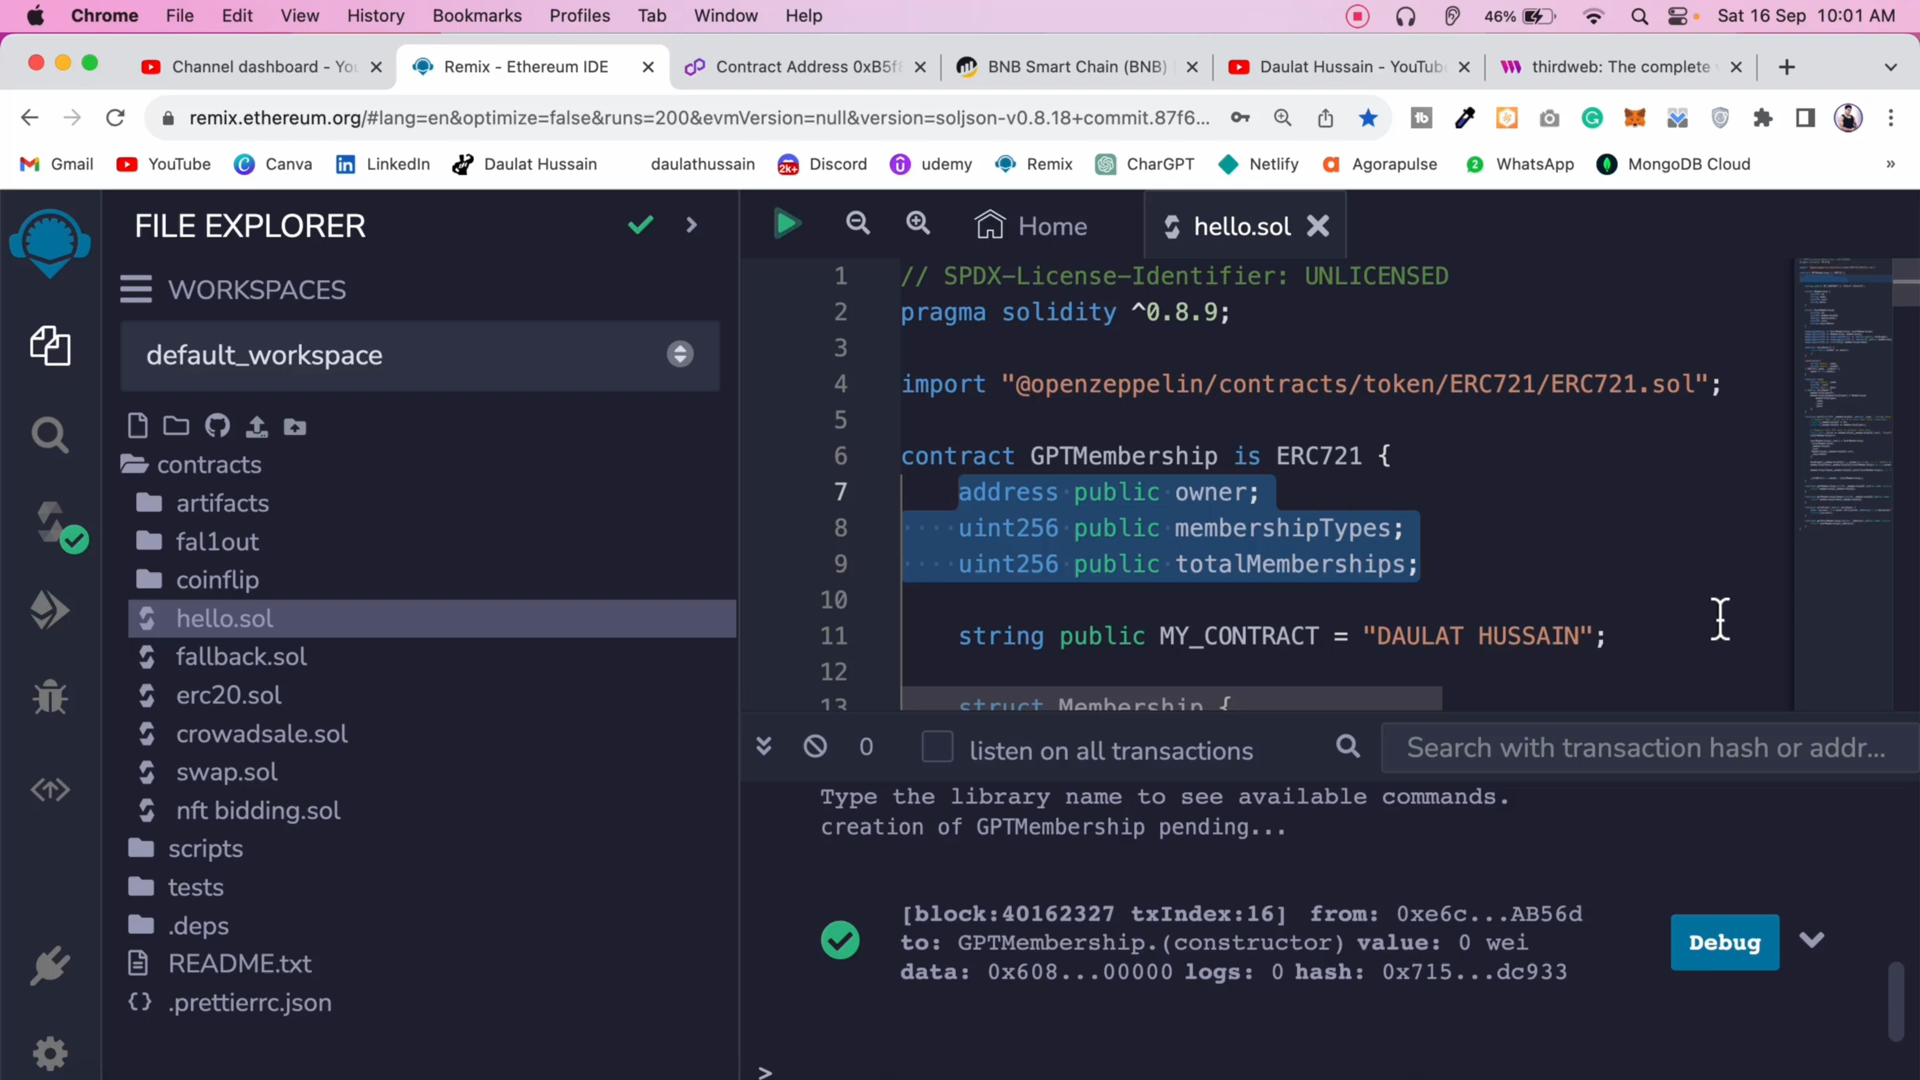 Chrome File Edit View History Bookmarks Profiles Tab Window Help 46% Sat 16 Sep 10:01 AM
Channel dashboard - You Remix - Ethereum IDE Contract Address 0xB5f8 BNB Smart Chain (BNB) Daulat Hussain - YouTube thirdweb: The complete
remix.ethereum.org/#lang=en&optimize=false&runs=200&evmVersion=null&version=soljson-v0.8.18+commit.87f6...
Gmail YouTube Canva LinkedIn Daulat Hussain daulathussain Discord udemy Remix CharGPT Netlify Agorapulse WhatsApp MongoDB Cloud »
FILE EXPLORER
WORKSPACES
default_workspace
contracts
artifacts
fal1out
coinflip
hello.sol
fallback.sol
erc20.sol
crowadsale.sol
swap.sol
nft bidding.sol
scripts
tests
.deps
README.txt
.prettierrc.json
Home hello.sol
1 // SPDX-License-Identifier: UNLICENSED
2 pragma solidity ^0.8.9;
3
4 import "@openzeppelin/contracts/token/ERC721/ERC721.sol";
5
6 contract GPTMembership is ERC721 {
7 address public owner;
8 uint256 public membershipTypes;
9 uint256 public totalMemberships;
10
11 string public MY_CONTRACT = "DAULAT HUSSAIN";
12
13 struct Membership {
0 listen on all transactions Search with transaction hash or addr...
Type the library name to see available commands.
creation of GPTMembership pending...
[block:40162327 txIndex:16] from: 0xe6c...AB56d
to: GPTMembership.(constructor) value: 0 wei
data: 0x608...00000 logs: 0 hash: 0x715...dc933
Debug
>